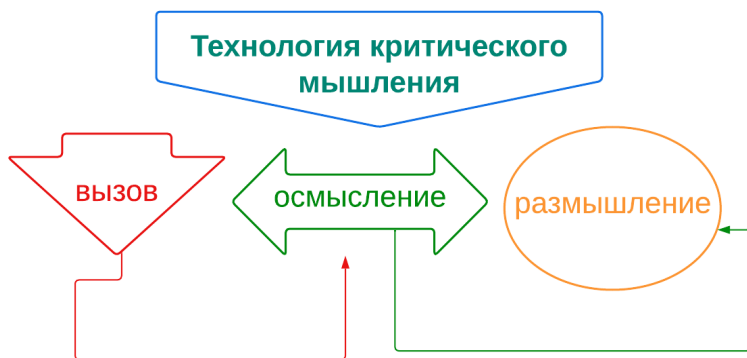 Технология критического
мышления
вызов
осмысление
размышление